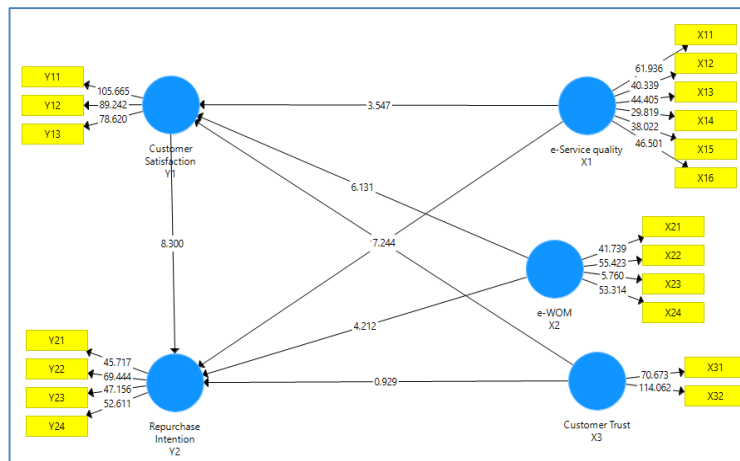 X11
Y11
105.665
61.936
X12
Y12
89.242
40.339
Y13
78.620
3.547
44.405
X13
29.819
X14
38.022
Customer
Satisfaction
Y1
e-Service quality
X1
46.501
X15
X16
6.131
X21
8.300
7.244
41.739
X22
55.423
5.760
X23
53.314
e-WOM
X2
X24
Y21
4.212
45.717
Y22
69.444
0.929
70.673
X31
Y23
47.156
114.062
X32
52.611
Y24
Repurchase
Intention
Y2
Customer Trust
X3